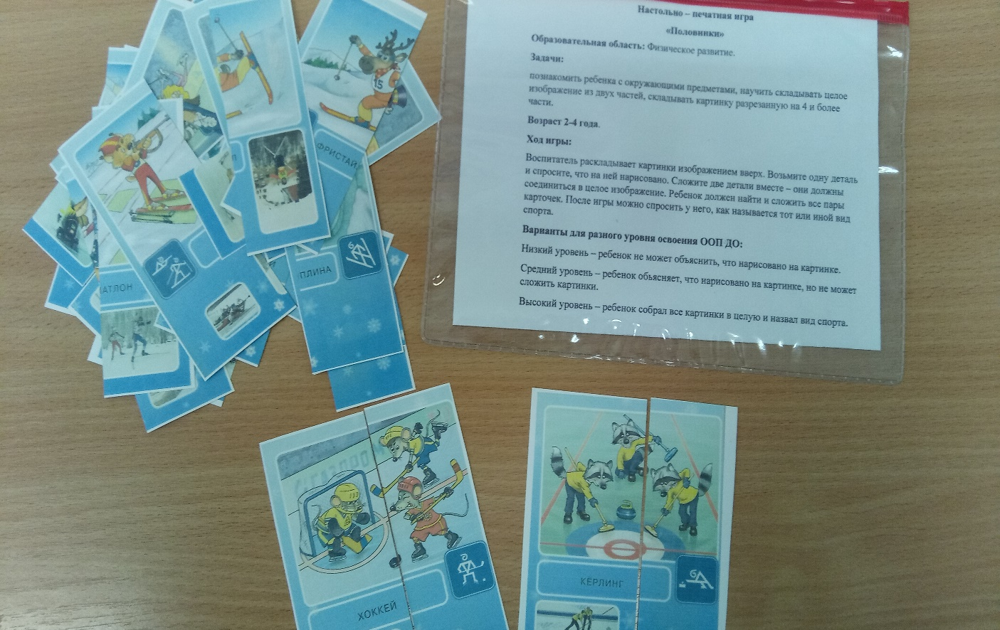 Настольно – печатная игра
«Половинки»
Образовательная область: Физическое развитие.
Задачи:
познакомить ребенка с окружающими предметами, научить складывать целое
изображение из двух частей, складывать картинку разрезанную на 4 и более
части.
Возраст 2-4 года.
Ход игры:
Воспитатель раскладывает картинки изображением вверх. Возьмите одну деталь
и спросите, что на ней нарисовано. Сложите две детали вместе – они должны
соединиться в целое изображение. Ребенок должен найти и сложить все пары
карточек. После игры можно спросить у него, как называется тот или иной вид
спорта.
Варианты для разного уровня освоения ООП ДО:
Низкий уровень – ребенок не может объяснить, что нарисовано на картинке.
Средний уровень – ребенок объясняет, что нарисовано на картинке, но не может
сложить картинки.
Высокий уровень – ребенок собрал все картинки в целую и назвал вид спорта.
15
ФРИСТАЙ
ПЛИНА
АТЛОН
ХОККЕЙ
КЁРЛИНГ